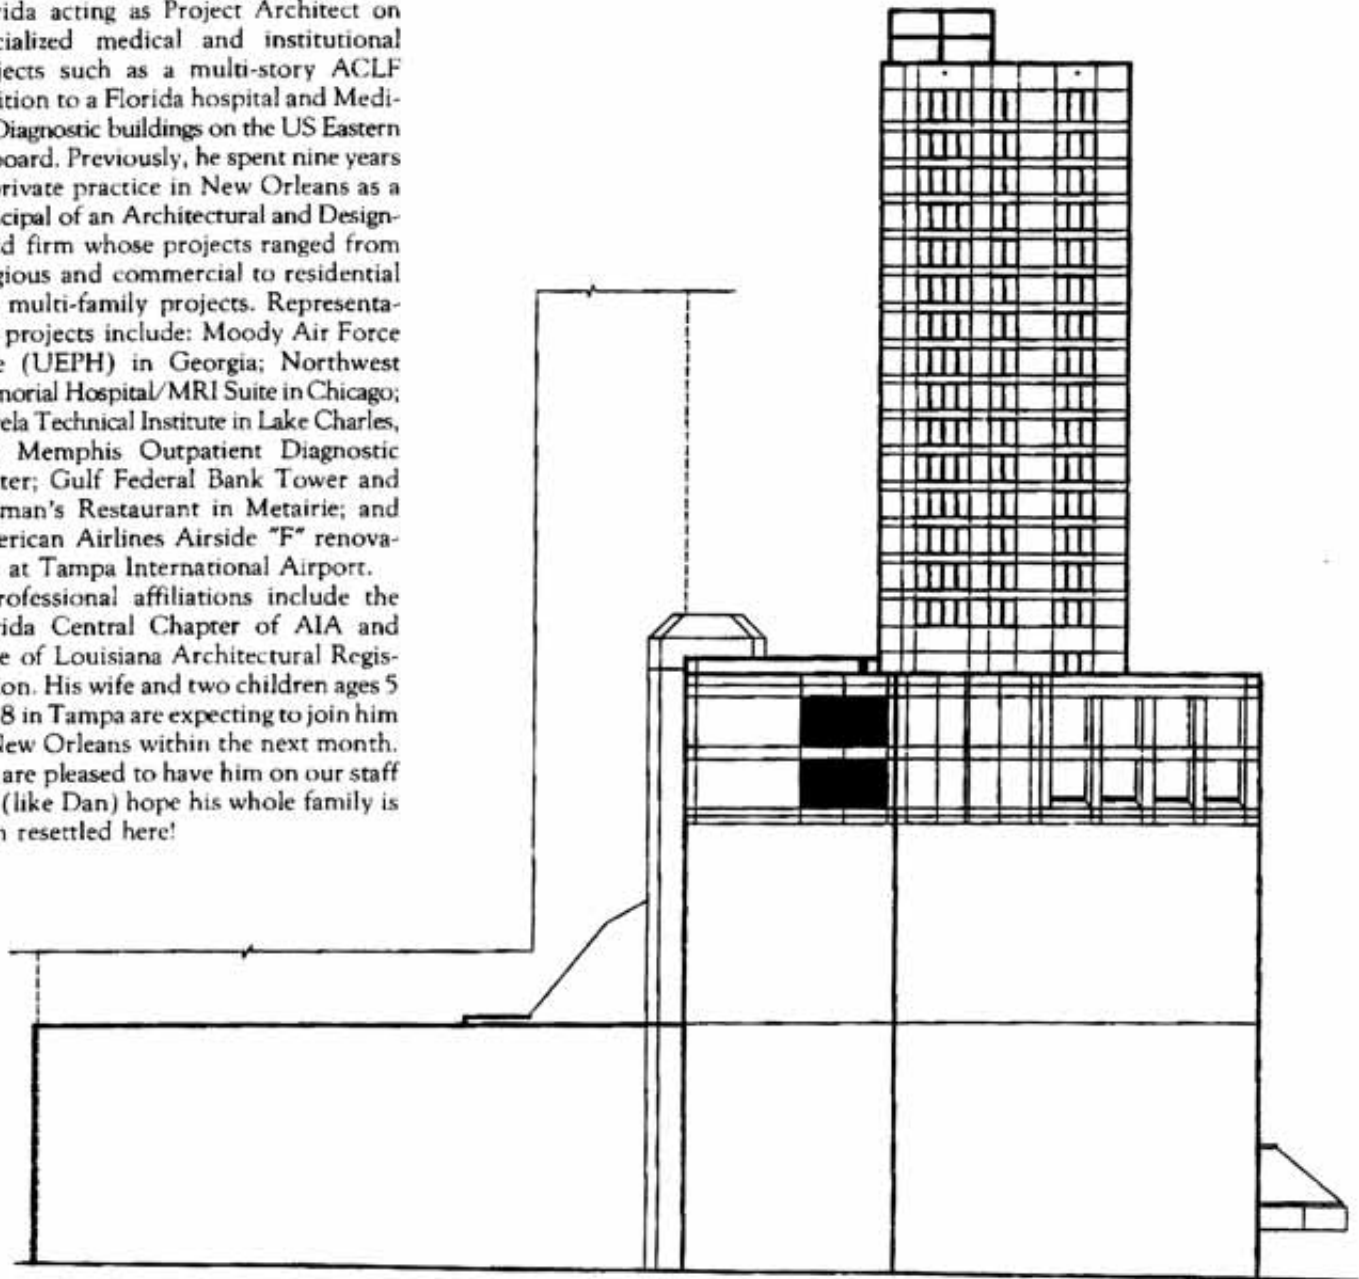 rida acting as Project Architect on
cialized medical and institutional
jects such as a multi-story ACLF
ition to a Florida hospital and Medi-
Diagnostic buildings on the US Eastern
board. Previously, he spent nine years
private practice in New Orleans as a
cipal of an Architectural and Design-
d firm whose projects ranged from
gious and commercial to residential
multi-family projects. Representa-
projects include: Moody Air Force
e (UEPH) in Georgia; Northwest
morial Hospital/MRI Suite in Chicago;
ela Technical Institute in Lake Charles,
Memphis Outpatient Diagnostic
ter; Gulf Federal Bank Tower and
man's Restaurant in Metairie; and
erican Airlines Airside "F" renova-
at Tampa International Airport.
rofessional affiliations include the
rida Central Chapter of AIA and
e of Louisiana Architectural Regis-
on. His wife and two children ages 5
8 in Tampa are expecting to join him
New Orleans within the next month.
are pleased to have him on our staff
(like Dan) hope his whole family is
n resettled here!